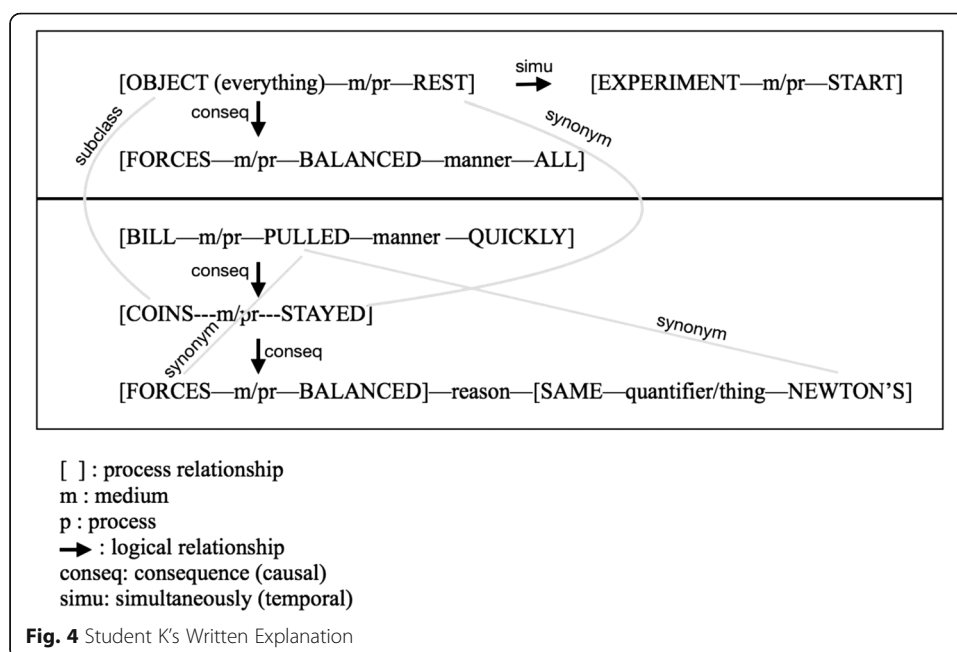 [OBJECT (everything)—m/pr—REST] simu [EXPERIMENT—m/pr—START]
subclass
conseq
synonym
[FORCES—m/pr—BALANCED—manner—ALL]
[BILL—m/pr—PULLED—manner —QUICKLY]
conseq
[COINS---m/pr---STAYED]
synonym
synonym
conseq
[FORCES—m/pr—BALANCED]—reason—[SAME—quantifier/thing—NEWTON'S]
[ ] : process relationship
m : medium
p : process
→ : logical relationship
conseq: consequence (causal)
simu: simultaneously (temporal)
Fig. 4 Student K's Written Explanation